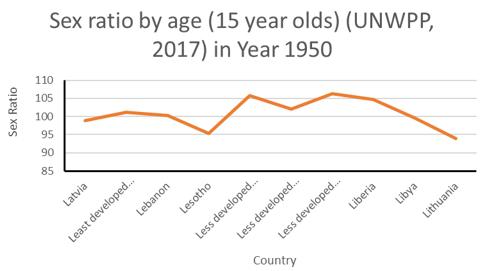 Sex ratio by age (15 year olds) (UNWPP,
2017) in Year 1950
Sex Ratio
110
105
100
95
90
85
Latvia
Least developed...
Lebanon
Lesotho
Less developed...
Less developed...
Less developed...
Liberia
Libya
Lithuania
Country